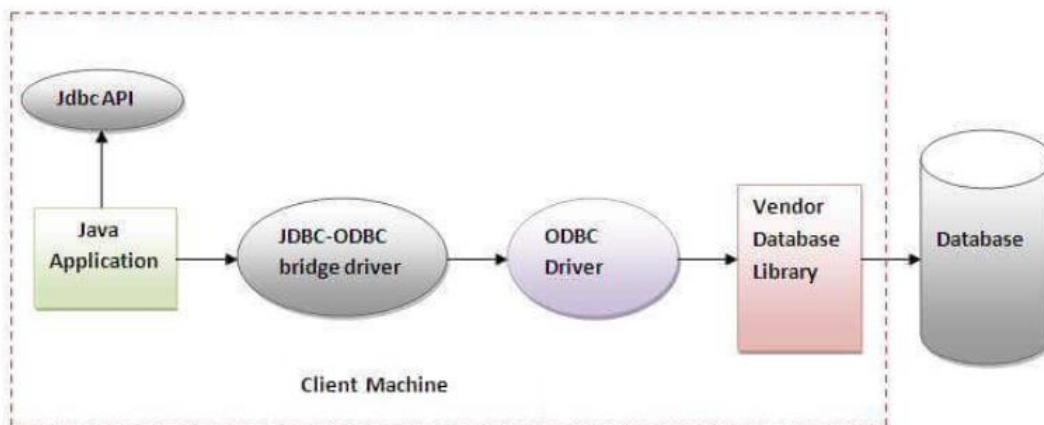 Jdbc API
Java
Application
JDBC-ODBC
bridge driver
ODBC
Driver
Vendor
Database
Library
Database
Client Machine